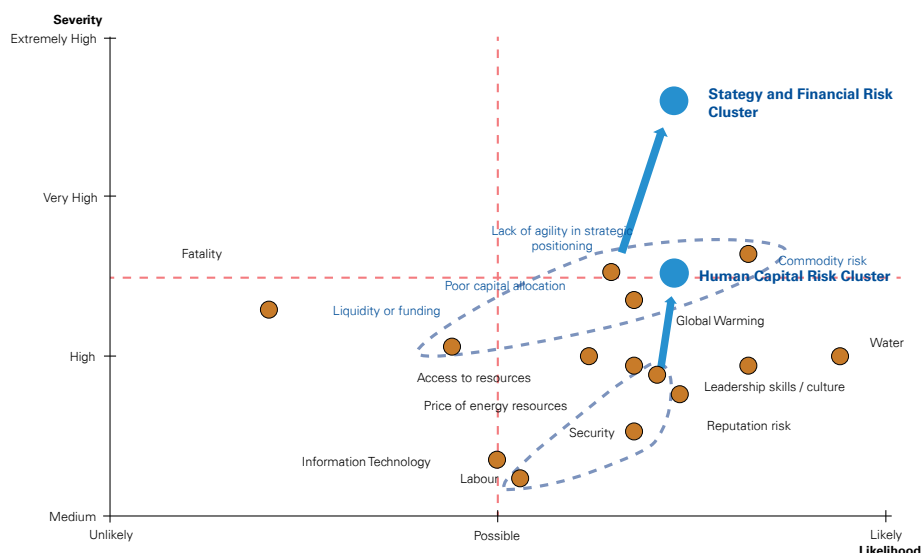 Severity
Extremely High
Stategy and Financial Risk
Cluster
Very High
Lack of agility in strategic
positioning
Fatality
Commodity risk
Human Capital Risk Cluster
Poor capital allocation
Liquidity or funding
Global Warming
Water
High
Access to resources
Leadership skills / culture
Price of energy resources
Reputation risk
Security
Information Technology
Labour
Medium
Unlikely
Possible
Likely
Likelihood